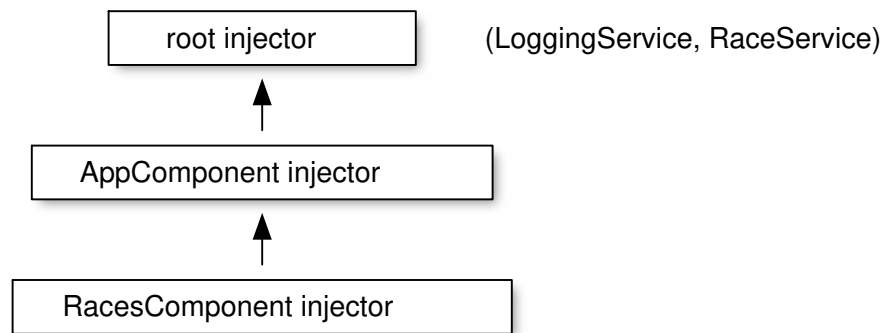 root injector (LoggingService, RaceService)
AppComponent injector
RacesComponent injector